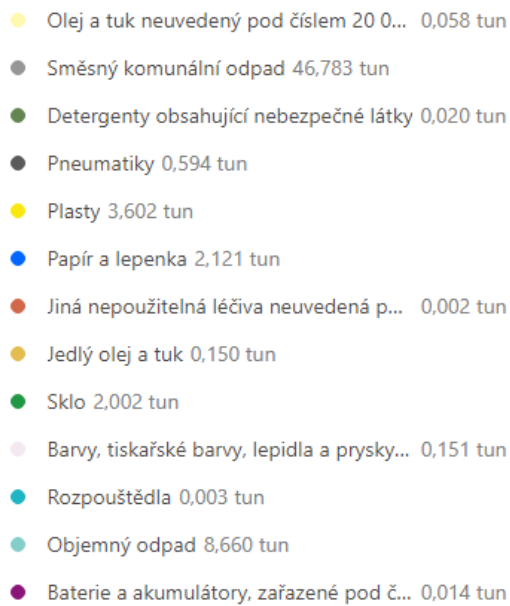 Olej a tuk neuvedený pod číslem 20 0... 0,058 tun
Směsný komunální odpad 46,783 tun
Detergenty obsahující nebezpečné látky 0,020 tun
Pneumatiky 0,594 tun
Plasty 3,602 tun
Papír a lepenka 2,121 tun
Jiná nepoužitelná léčiva neuvedená p... 0,002 tun
Jedlý olej a tuk 0,150 tun
Sklo 2,002 tun
Barvy, tiskařské barvy, lepidla a prysky... 0,151 tun
Rozpouštědla 0,003 tun
Objemný odpad 8,660 tun
Baterie a akumulátory, zařazené pod č... 0,014 tun